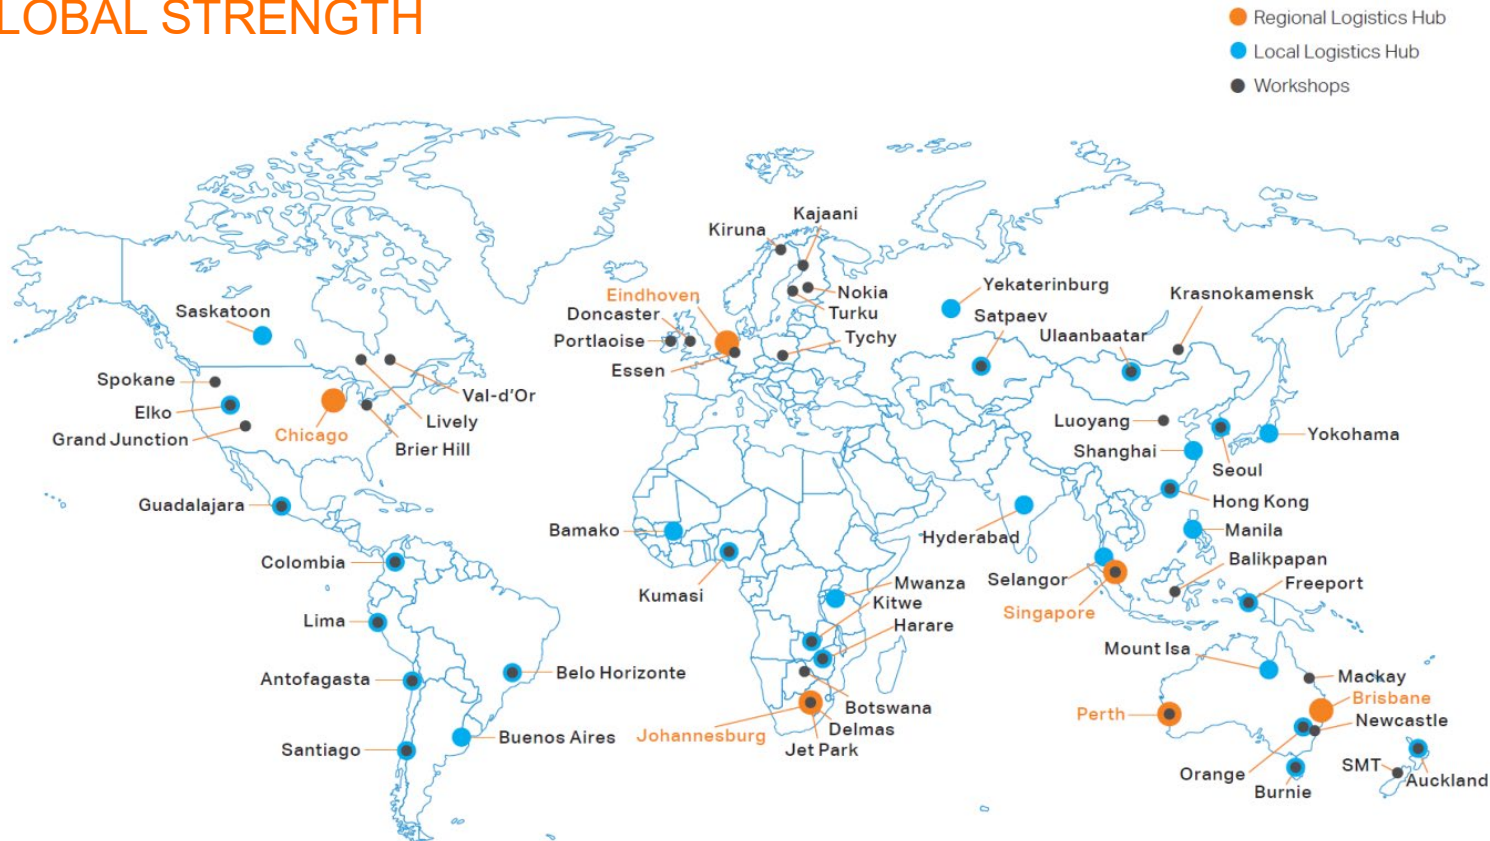 LOBAL STRENGTH
Regional Logistics Hub
Local Logistics Hub
Workshops
Kajaani
Kiruna
Yekaterinburg
Nokia
Krasnokamensk
Eindhoven
Saskatoon
Doncaster
Turku
Satpaev
Ulaanbaatar
Portlaoise
Tychy
Essen
Spokane
Val-d'Or
Elko
Lively
Luoyang
Grand Junction
Chicago
Brier Hill
Yokohama
Shanghai
Seoul
Guadalajara
Hong Kong
Bamako
Hyderabad
Manila
Colombia
Balikpapan
Selangor
Mwanza
Freeport
Kumasi
Kitwe
Singapore
Lima
Harare
Mount Isa
Belo Horizonte
Antofagasta
Mackay
Brisbane
Botswana
Perth
Newcastle
Delmas
Buenos Aires
Johannesburg
Santiago
Jet Park
SMT
Orange
Auckland
Burnie